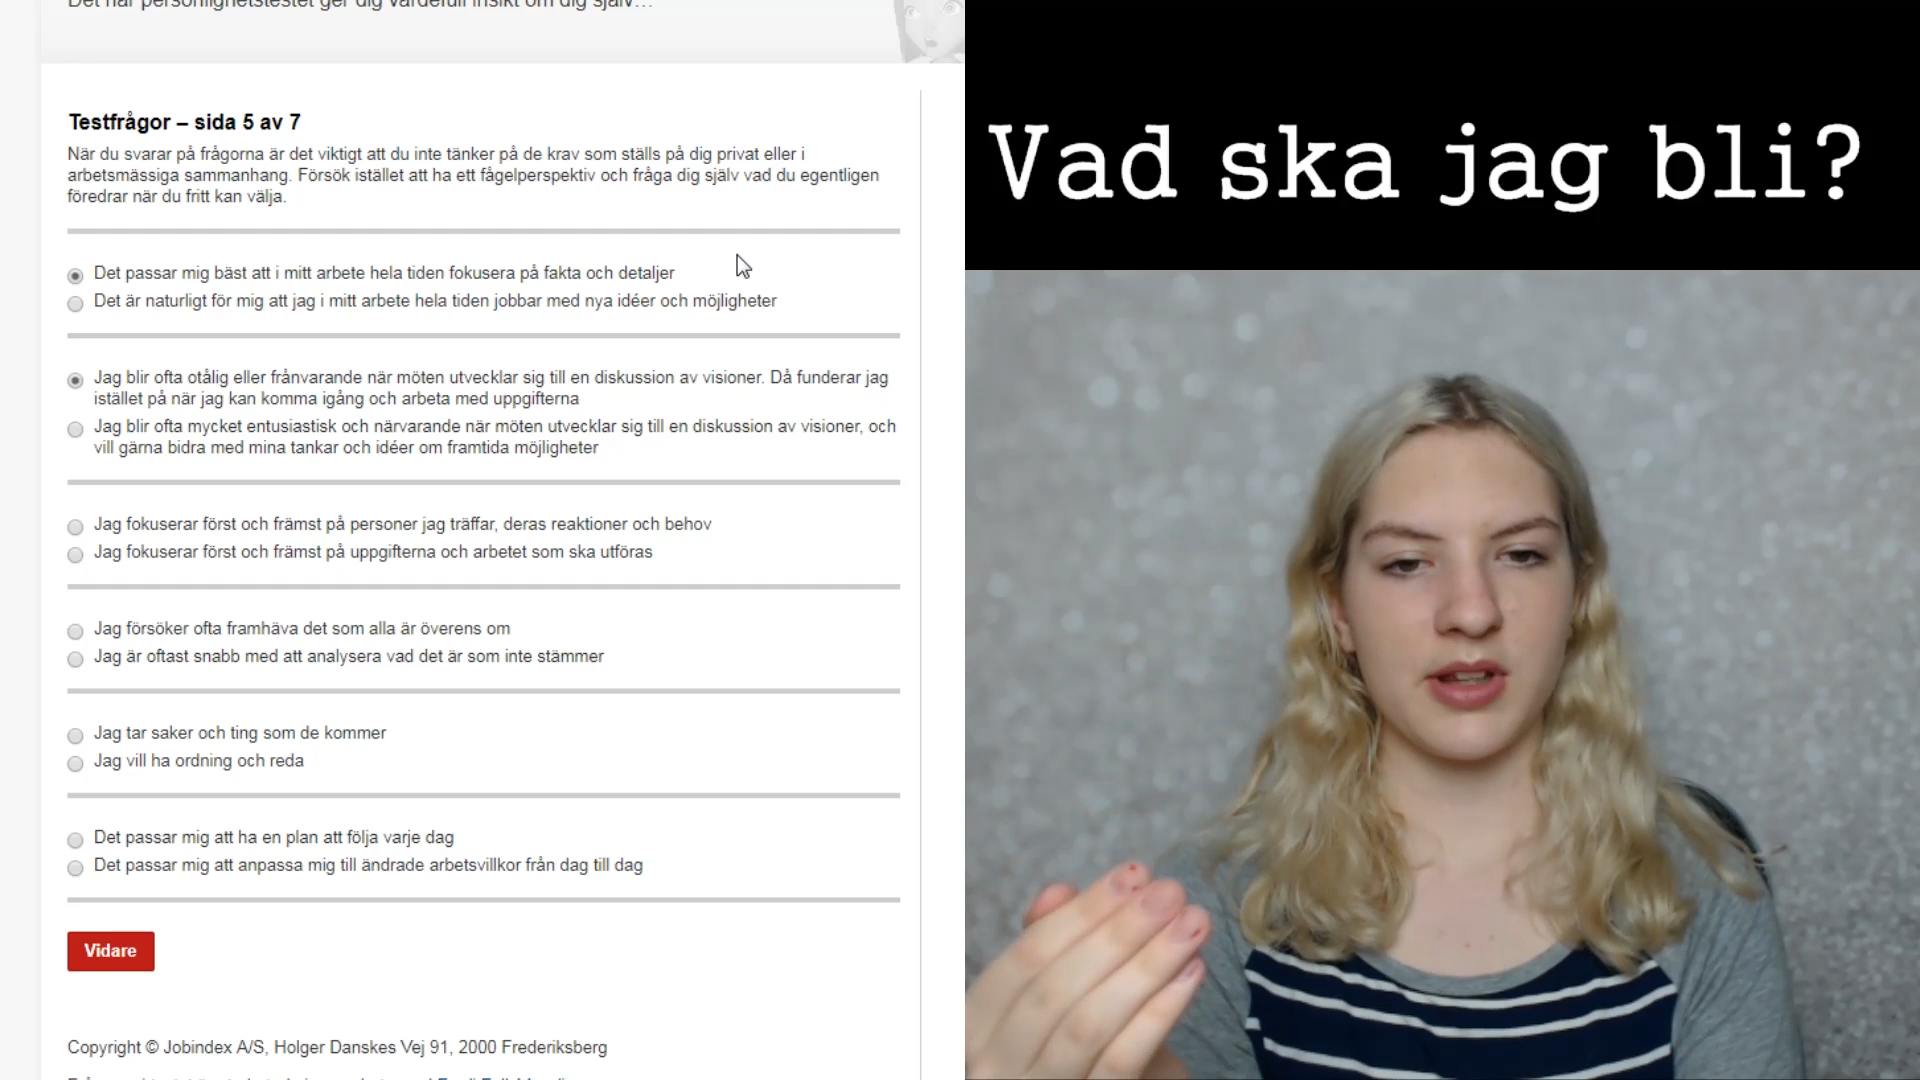 Det här personlighetstestet ger dig värdefull insikt om dig själv...
Testfrågor – sida 5 av 7
När du svarar på frågorna är det viktigt att du inte tänker på de krav som ställs på dig privat eller i
arbetsmässiga sammanhang. Försök istället att ha ett fågelperspektiv och fråga dig själv vad du egentligen
föredrar när du fritt kan välja.
Det passar mig bäst att i mitt arbete hela tiden fokusera på fakta och detaljer
Det är naturligt för mig att jag i mitt arbete hela tiden jobbar med nya idéer och möjligheter
Jag blir ofta otålig eller frånvarande när möten utvecklar sig till en diskussion av visioner. Då funderar jag
istället på när jag kan komma igång och arbeta med uppgifterna
Jag blir ofta mycket entusiastisk och närvarande när möten utvecklar sig till en diskussion av visioner, och
vill gärna bidra med mina tankar och idéer om framtida möjligheter
Jag fokuserar först och främst på personer jag träffar, deras reaktioner och behov
Jag fokuserar först och främst på uppgifterna och arbetet som ska utföras
Jag försöker ofta framhäva det som alla är överens om
Jag är oftast snabb med att analysera vad det är som inte stämmer
Jag tar saker och ting som de kommer
Jag vill ha ordning och reda
Det passar mig att ha en plan att följa varje dag
Det passar mig att anpassa mig till ändrade arbetsvillkor från dag till dag
Vidare
Copyright © Jobindex A/S, Holger Danskes Vej 91, 2000 Frederiksberg
Vad ska jag bli?